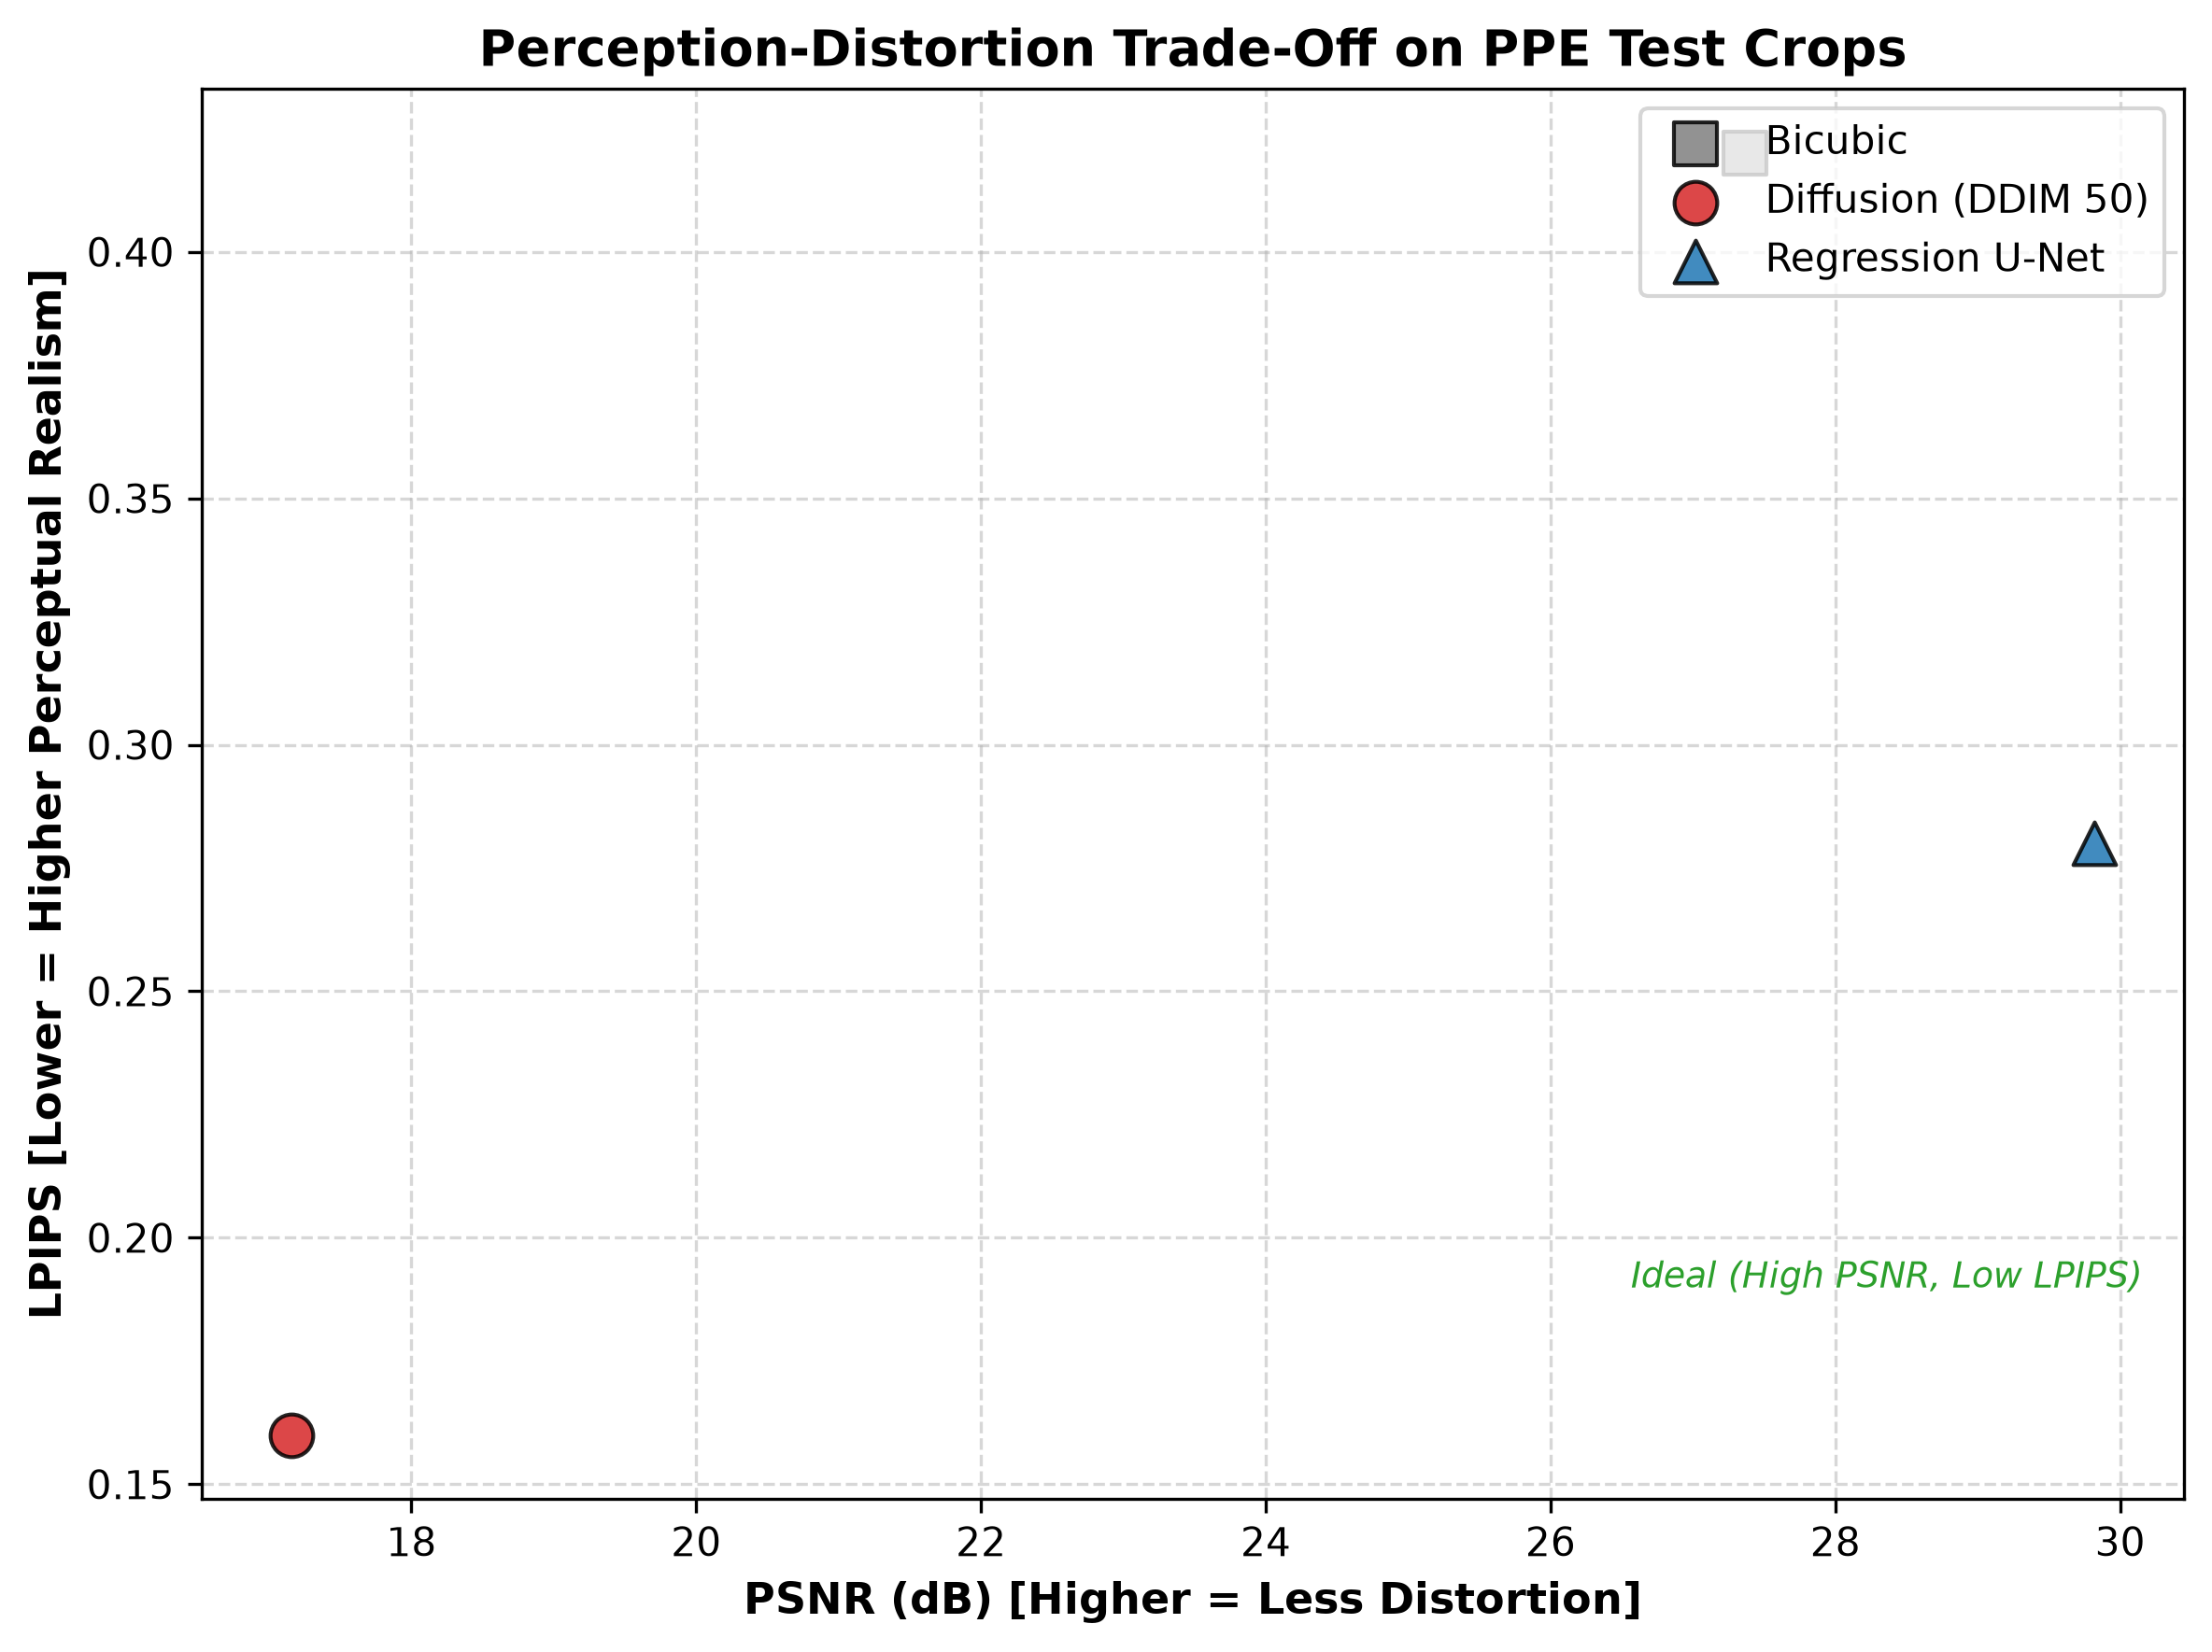 Perception-Distortion Trade-Off on PPE Test Crops
Bicubic
Diffusion (DDIM 50)
Regression U-Net
LPIPS [Lower = Higher Perceptual Realism]
0.40
0.35
0.30
0.25
0.20
0.15
Ideal (High PSNR, Low LPIPS)
18 20 22 24 26 28 30
PSNR (dB) [Higher = Less Distortion]